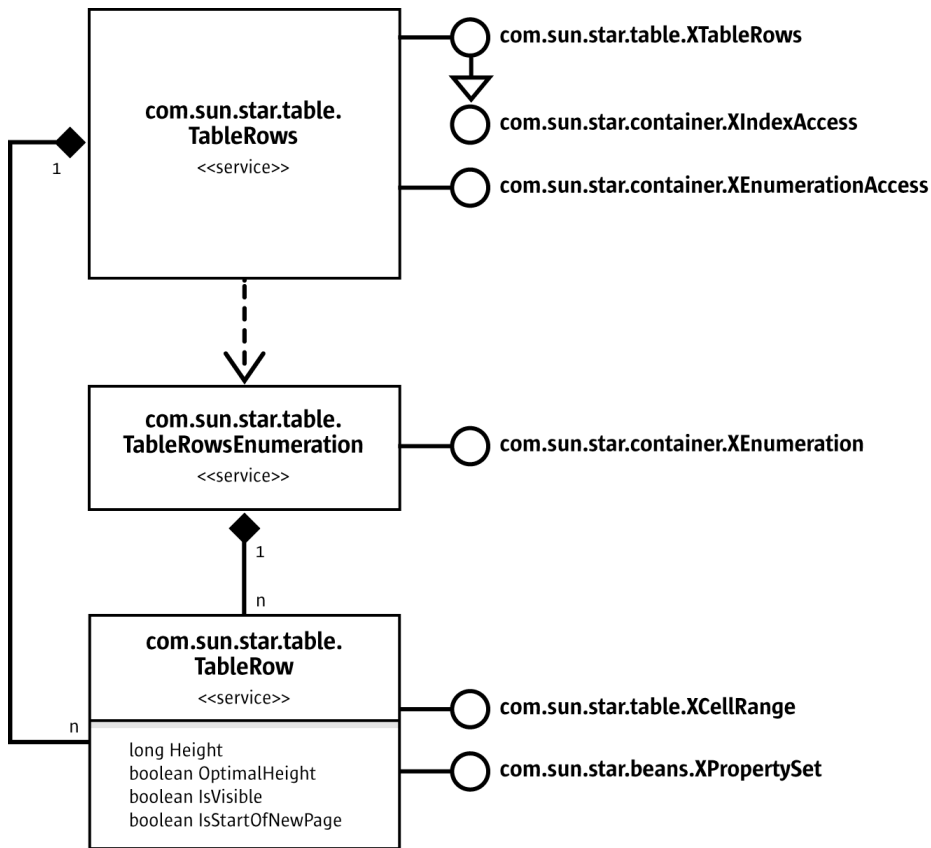 com.sun.star.table.
TableRows
<<service>>
com.sun.star.table.XTableRows
com.sun.star.container.XIndexAccess
com.sun.star.container.XEnumerationAccess
1
com.sun.star.table.
TableRowsEnumeration
<<service>>
com.sun.star.container.XEnumeration
1
n
com.sun.star.table.
TableRow
<<service>>
com.sun.star.table.XCellRange
n
long Height
boolean OptimalHeight
boolean IsVisible
boolean IsStartOfNewPage
com.sun.star.beans.XPropertySet